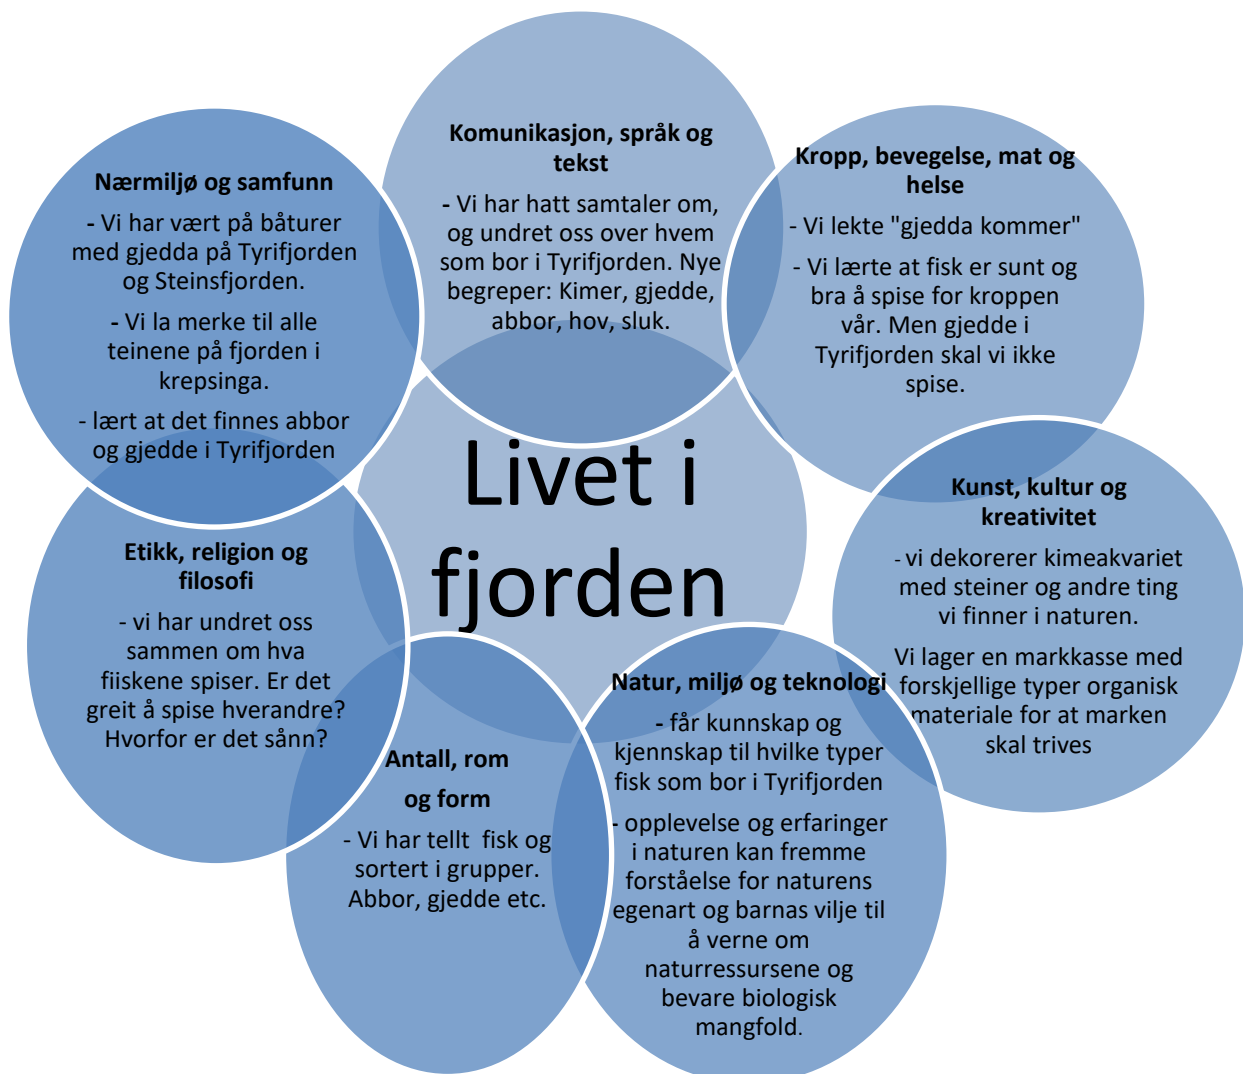 Komunikasjon, språk og
tekst
- Vi har hatt samtaler om,
og undret oss over hvem
som bor i Tyrifjorden. Nye
begreper: Kimer, gjedde,
abbor, hov, sluk.
Kropp, bevegelse, mat og
helse
- Vi lekte "gjedda kommer"
- Vi lærte at fisk er sunt og
bra å spise for kroppen
vår. Men gjedde i
Tyrifjorden skal vi ikke
spise.
Kunst, kultur og
kreativitet
- vi dekorerer kimeakvariet
med steiner og andre ting
vi finner i naturen.
Vi lager en markkasse med
forskjellige typer organisk
materiale for at marken
skal trives
Natur, miljø og teknologi
- får kunnskap og
kjennskap til hvilke typer
fisk som bor i Tyrifjorden
- opplevelse og erfaringer
i naturen kan fremme
forståelse for naturens
egenart og barnas vilje til
å verne om
naturressursene og
bevare biologisk
mangfold.
Antall, rom
og form
- Vi har tellt  fisk og
sortert i grupper.
Abbor, gjedde etc.
Etikk, religion og
filosofi
- vi har undret oss
sammen om hva
fiiskene spiser. Er det
greit å spise hverandre?
Hvorfor er det sånn?
Nærmiljø og samfunn
- Vi har vært på båturer
med gjedda på Tyrifjorden
og Steinsfjorden.
- Vi la merke til alle
teinene på fjorden i
krepsinga.
- lært at det finnes abbor
og gjedde i Tyrifjorden
Livet i
fjorden